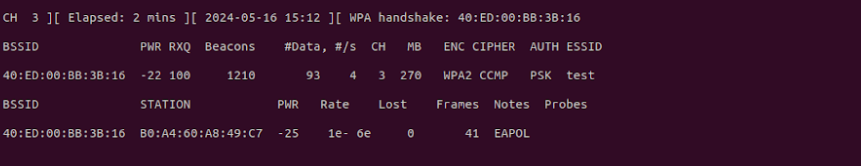 CH 3 ][ Elapsed: 2 mins ][ 2024-05-16 15:12 ][ WPA handshake: 40:ED:00:BB:3B:16
BSSID PWR RXQ Beacons #Data, #/s CH MB ENC CIPHER AUTH ESSID
40:ED:00:BB:3B:16 -22 100 1210 93 4 3 270 WPA2 CCMP PSK test
BSSID STATION PWR Rate Lost Frames Notes Probes
40:ED:00:BB:3B:16 B0:A4:60:A8:49:C7 -25 1e- 6e 0 41 EAPOL